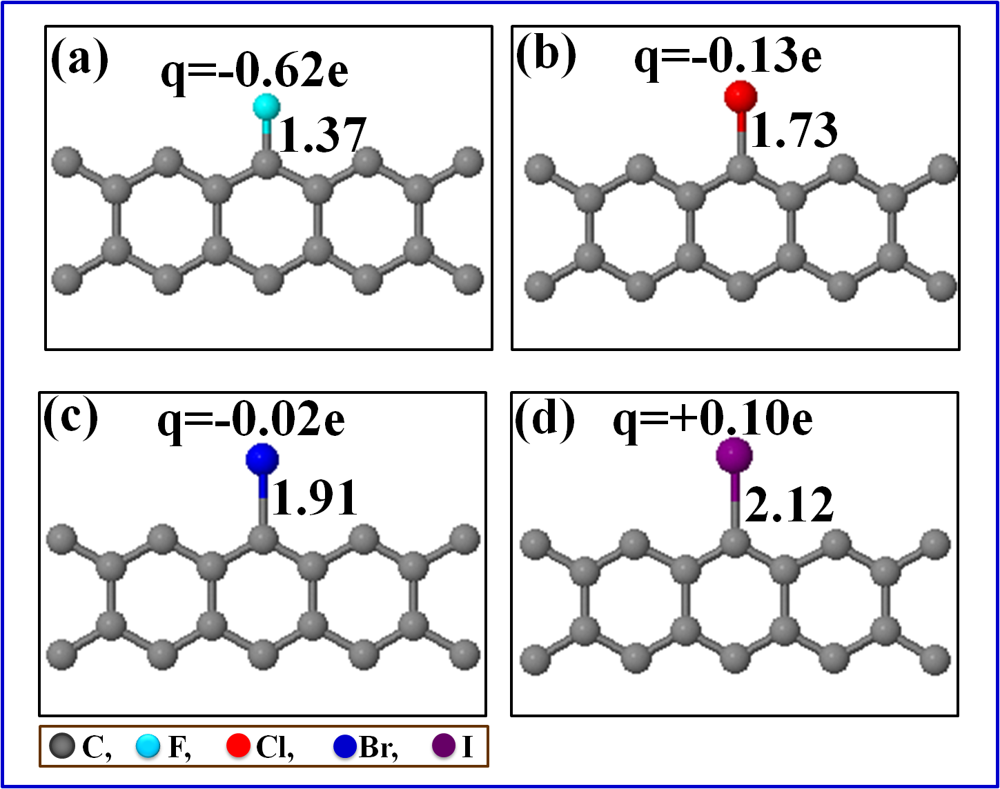 (a)
q=-0.62e
1.37
(b)
q=-0.13e
1.73
(c)
q=-0.02e
1.91
(d)
q=+0.10e
2.12
C, F, Cl, Br, I